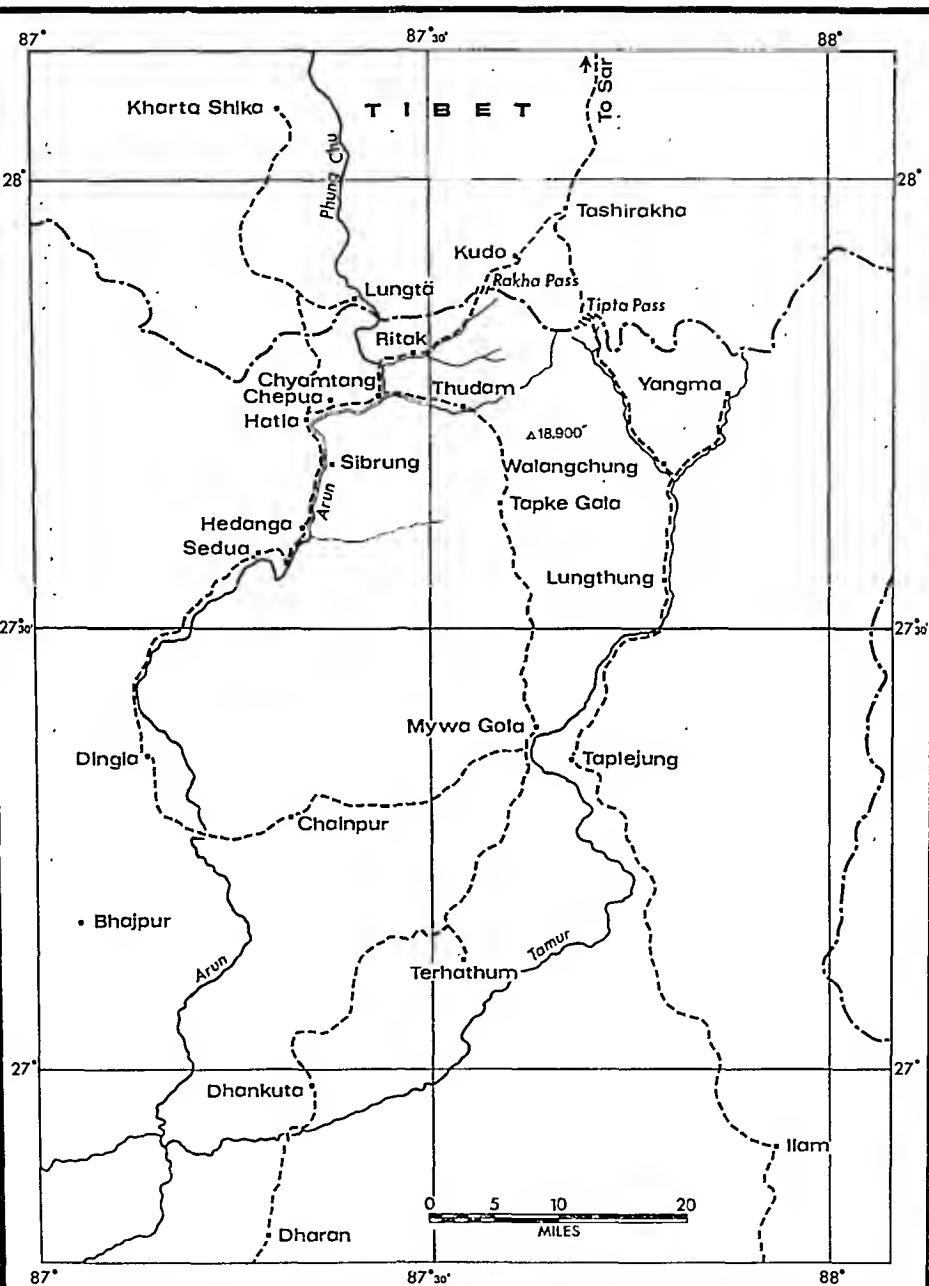 87°
87°30'
88°
To Sar
Kharta Shika
TIBET
Phung Chu
28°
28°
Tashirakha
Kudo
Rakha Pass
Lungtă
Tipta Pass
Ritak
Chyamtang
Chepua
Thudam
Yangma
Hatia
18.900'
Sibrung
Walangchung
Arun
Tapke Gola
Hedanga
Sedua
Lungthung
27°30'
27°30'
Mywa Gola
Dingla
Taplejung
Chainpur
Bhajpur
Arun
Tamur
Terhathum
27°
27°
Dhankuta
Ilam
0 5 10 20
MILES
Dharan
87°
87°30'
88°